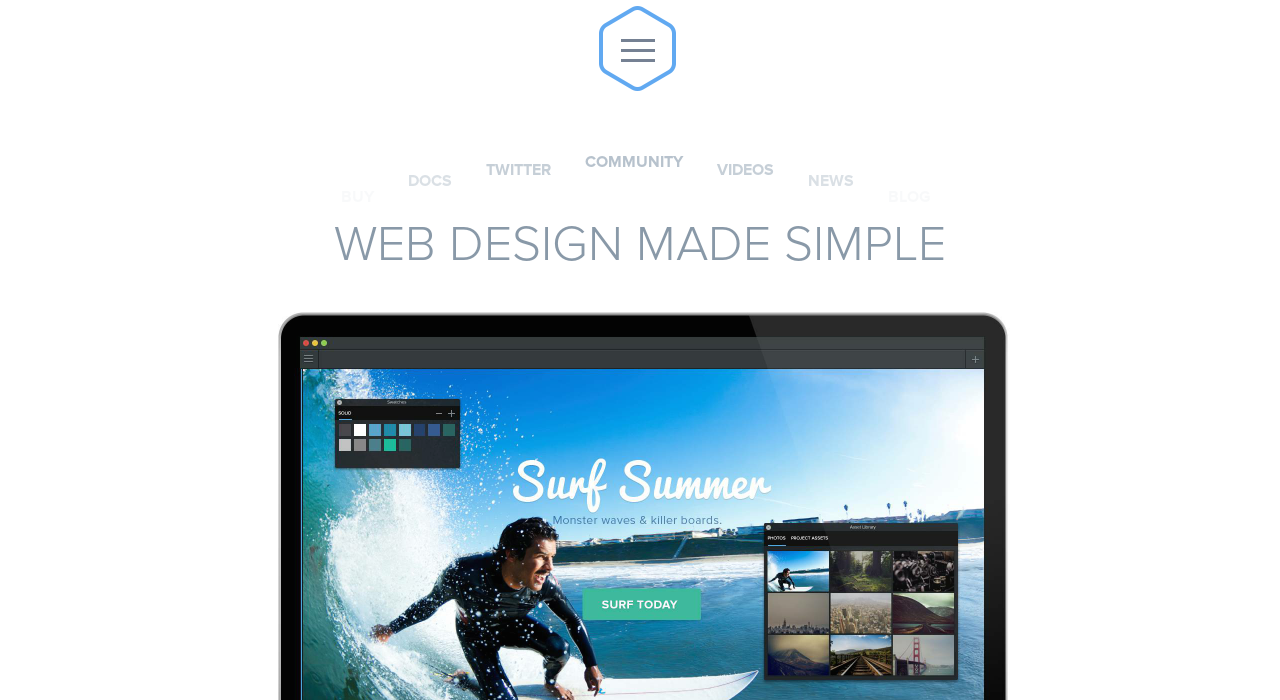 COMMUNITY
TWITTER VIDEOS
DOCS NEWS
BUY BLOG
WEB DESIGN MADE SIMPLE
Swatches
SOLID
Surf Summer
Monster waves & killer boards.
Asset Library
PHOTOS PROJECT ASSETS
SURF TODAY